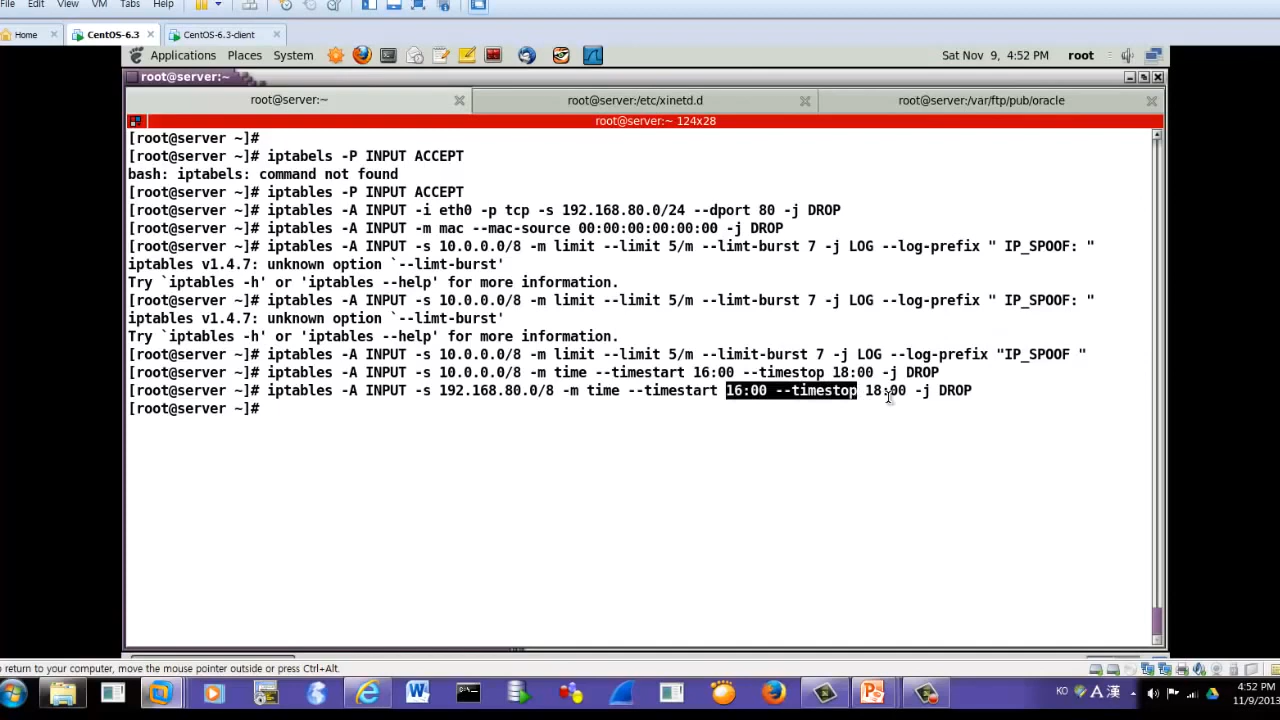 File Edit View VM Tabs Help
Home CentOS-6.3 CentOS-6.3-client
Applications Places System Sat Nov 9, 4:52 PM root
root@server:~
root@server:~ root@server:/etc/xinetd.d root@server:/var/ftp/pub/oracle
root@server:~ 124x28
[root@server ~]#
[root@server ~]# iptabels -P INPUT ACCEPT
bash: iptabels: command not found
[root@server ~]# iptables -P INPUT ACCEPT
[root@server ~]# iptables -A INPUT -i eth0 -p tcp -s 192.168.80.0/24 --dport 80 -j DROP
[root@server ~]# iptables -A INPUT -m mac --mac-source 00:00:00:00:00:00 -j DROP
[root@server ~]# iptables -A INPUT -s 10.0.0.0/8 -m limit --limit 5/m --limt-burst 7 -j LOG --log-prefix " IP_SPOOF: "
iptables v1.4.7: unknown option `--limt-burst'
Try `iptables -h' or 'iptables --help' for more information.
[root@server ~]# iptables -A INPUT -s 10.0.0.0/8 -m limit --limit 5/m --limt-burst 7 -j LOG --log-prefix " IP_SPOOF: "
iptables v1.4.7: unknown option `--limt-burst'
Try `iptables -h' or 'iptables --help' for more information.
[root@server ~]# iptables -A INPUT -s 10.0.0.0/8 -m limit --limit 5/m --limit-burst 7 -j LOG --log-prefix "IP_SPOOF "
[root@server ~]# iptables -A INPUT -s 10.0.0.0/8 -m time --timestart 16:00 --timestop 18:00 -j DROP
[root@server ~]# iptables -A INPUT -s 192.168.80.0/8 -m time --timestart 16:00 --timestop 18:00 -j DROP
[root@server ~]#
return to your computer, move the mouse pointer outside or press Ctrl+Alt.
KO A 漢 4:52 PM
11/9/2013